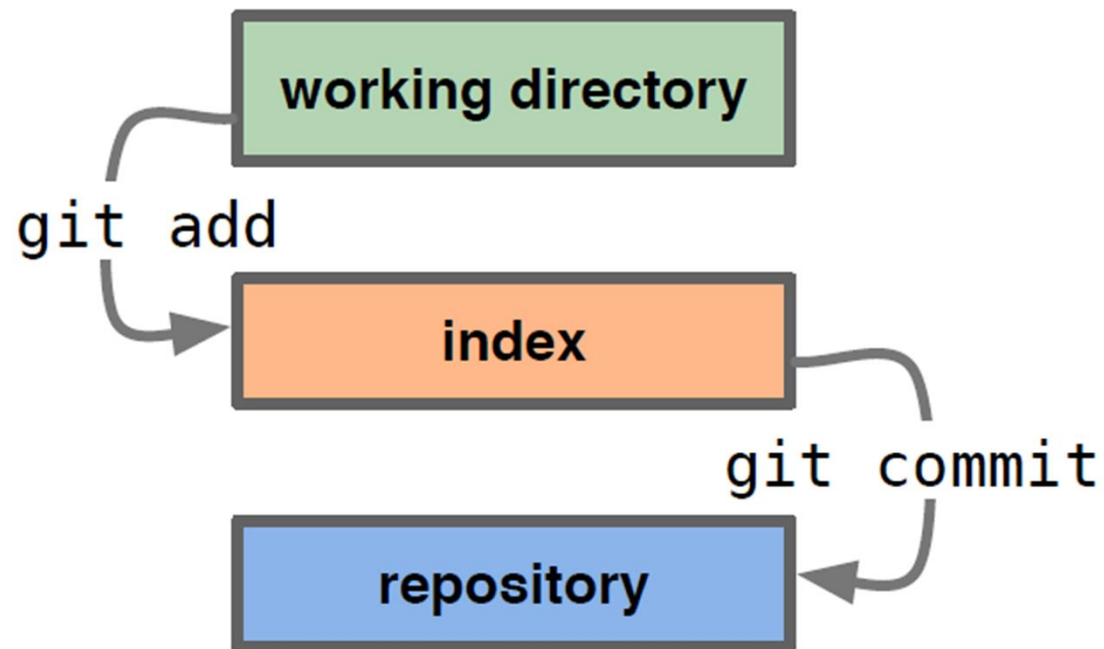 working directory
git add
index
git commit
repository